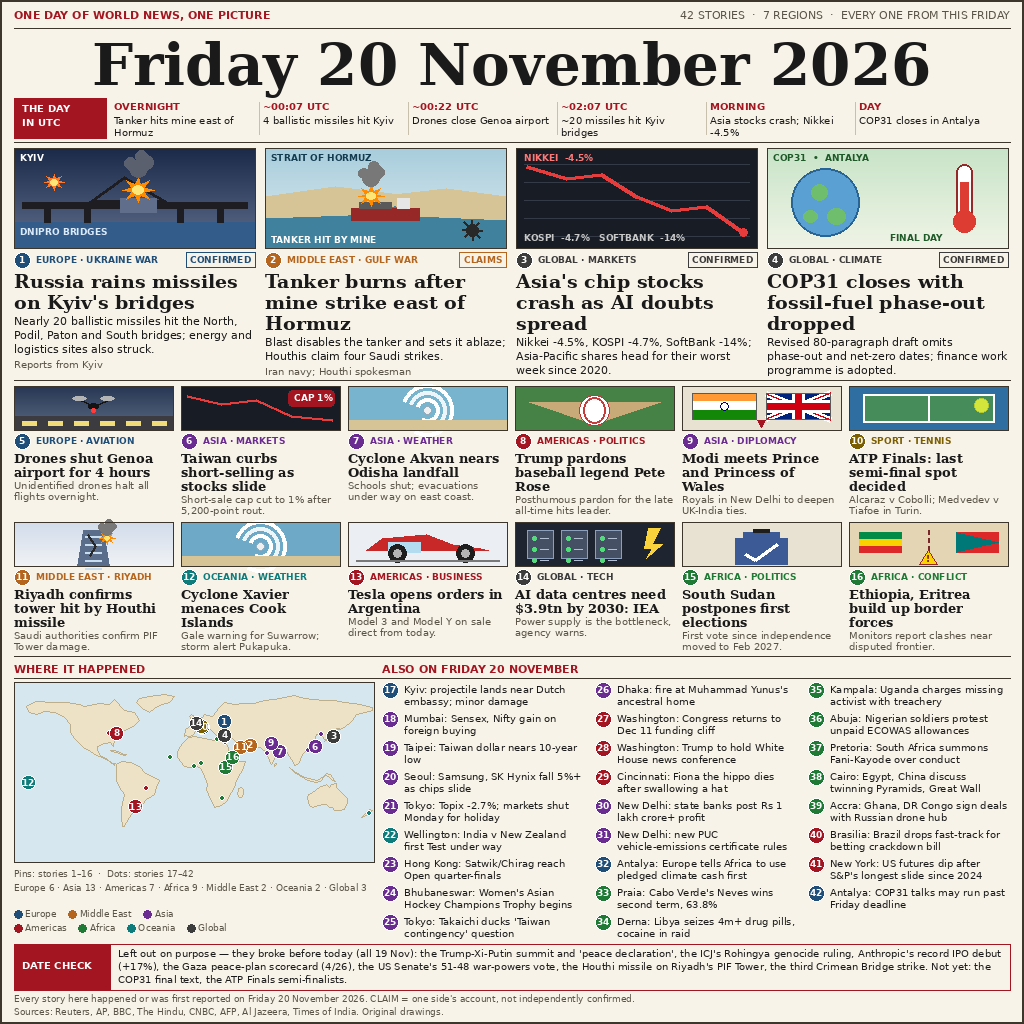 ONE DAY OF WORLD NEWS, ONE PICTURE
42 STORIES · 7 REGIONS · EVERY ONE FROM THIS FRIDAY
Friday 20 November 2026
THE DAY
IN UTC
OVERNIGHT
Tanker hits mine east of
Hormuz
~00:07 UTC
4 ballistic missiles hit Kyiv
~00:22 UTC
Drones close Genoa airport
~02:07 UTC
~20 missiles hit Kyiv
bridges
MORNING
Asia stocks crash; Nikkei
-4.5%
DAY
COP31 closes in Antalya
KYIV
DNIPRO BRIDGES
1 EUROPE · UKRAINE WAR
CONFIRMED
Russia rains missiles
on Kyiv's bridges
Nearly 20 ballistic missiles hit the North,
Podil, Paton and South bridges; energy and
logistics sites also struck.
Reports from Kyiv
STRAIT OF HORMUZ
TANKER HIT BY MINE
2 MIDDLE EAST · GULF WAR
CLAIMS
Tanker burns after
mine strike east of
Hormuz
Blast disables the tanker and sets it ablaze;
Houthis claim four Saudi strikes.
Iran navy; Houthi spokesman
NIKKEI -4.5%
KOSPI -4.7% SOFTBANK -14%
3 GLOBAL · MARKETS
CONFIRMED
Asia's chip stocks
crash as AI doubts
spread
Nikkei -4.5%, KOSPI -4.7%, SoftBank -14%;
Asia-Pacific shares head for their worst
week since 2020.
COP31 • ANTALYA
FINAL DAY
4 GLOBAL · CLIMATE
CONFIRMED
COP31 closes with
fossil-fuel phase-out
dropped
Revised 80-paragraph draft omits
phase-out and net-zero dates; finance work
programme is adopted.
5 EUROPE · AVIATION
Drones shut Genoa
airport for 4 hours
Unidentified drones halt all
flights overnight.
CAP 1%
6 ASIA · MARKETS
Taiwan curbs
short-selling as
stocks slide
Short-sale cap cut to 1% after
5,200-point rout.
7 ASIA · WEATHER
Cyclone Akvan nears
Odisha landfall
Schools shut; evacuations
under way on east coast.
8 AMERICAS · POLITICS
Trump pardons
baseball legend Pete
Rose
Posthumous pardon for the late
all-time hits leader.
9 ASIA · DIPLOMACY
Modi meets Prince
and Princess of
Wales
Royals in New Delhi to deepen
UK-India ties.
10 SPORT · TENNIS
ATP Finals: last
semi-final spot
decided
Alcaraz v Cobolli; Medvedev v
Tiafoe in Turin.
11 MIDDLE EAST · RIYADH
Riyadh confirms
tower hit by Houthi
missile
Saudi authorities confirm PIF
Tower damage.
12 OCEANIA · WEATHER
Cyclone Xavier
menaces Cook
Islands
Gale warning for Suwarrow;
storm alert Pukapuka.
13 AMERICAS · BUSINESS
Tesla opens orders in
Argentina
Model 3 and Model Y on sale
direct from today.
14 GLOBAL · TECH
AI data centres need
$3.9tn by 2030: IEA
Power supply is the bottleneck,
agency warns.
15 AFRICA · POLITICS
South Sudan
postpones first
elections
First vote since independence
moved to Feb 2027.
!
16 AFRICA · CONFLICT
Ethiopia, Eritrea
build up border
forces
Monitors report clashes near
disputed frontier.
WHERE IT HAPPENED
14
1
4
3
8
11
2
9
7
6
16
15
12
13
Pins: stories 1–16 · Dots: stories 17–42
Europe 6 · Asia 13 · Americas 7 · Africa 9 · Middle East 2 · Oceania 2 · Global 3
Europe Middle East Asia
Americas Africa Oceania Global
ALSO ON FRIDAY 20 NOVEMBER
17 Kyiv: projectile lands near Dutch
embassy; minor damage
18 Mumbai: Sensex, Nifty gain on
foreign buying
19 Taipei: Taiwan dollar nears 10-year
low
20 Seoul: Samsung, SK Hynix fall 5%+
as chips slide
21 Tokyo: Topix -2.7%; markets shut
Monday for holiday
22 Wellington: India v New Zealand
first Test under way
23 Hong Kong: Satwik/Chirag reach
Open quarter-finals
24 Bhubaneswar: Women's Asian
Hockey Champions Trophy begins
25 Tokyo: Takaichi ducks 'Taiwan
contingency' question
26 Dhaka: fire at Muhammad Yunus's
ancestral home
27 Washington: Congress returns to
Dec 11 funding cliff
28 Washington: Trump to hold White
House news conference
29 Cincinnati: Fiona the hippo dies
after swallowing a hat
30 New Delhi: state banks post Rs 1
lakh crore+ profit
31 New Delhi: new PUC
vehicle-emissions certificate rules
32 Antalya: Europe tells Africa to use
pledged climate cash first
33 Praia: Cabo Verde's Neves wins
second term, 63.8%
34 Derna: Libya seizes 4m+ drug pills,
cocaine in raid
35 Kampala: Uganda charges missing
activist with treachery
36 Abuja: Nigerian soldiers protest
unpaid ECOWAS allowances
37 Pretoria: South Africa summons
Fani-Kayode over conduct
38 Cairo: Egypt, China discuss
twinning Pyramids, Great Wall
39 Accra: Ghana, DR Congo sign deals
with Russian drone hub
40 Brasilia: Brazil drops fast-track for
betting crackdown bill
41 New York: US futures dip after
S&P's longest slide since 2024
42 Antalya: COP31 talks may run past
Friday deadline
DATE CHECK
Left out on purpose — they broke before today (all 19 Nov): the Trump-Xi-Putin summit and 'peace declaration', the ICJ's Rohingya genocide ruling, Anthropic's record IPO debut
(+17%), the Gaza peace-plan scorecard (4/26), the US Senate's 51-48 war-powers vote, the Houthi missile on Riyadh's PIF Tower, the third Crimean Bridge strike. Not yet: the
COP31 final text, the ATP Finals semi-finalists.
Every story here happened or was first reported on Friday 20 November 2026. CLAIM = one side's account, not independently confirmed.
Sources: Reuters, AP, BBC, The Hindu, CNBC, AFP, Al Jazeera, Times of India. Original drawings.